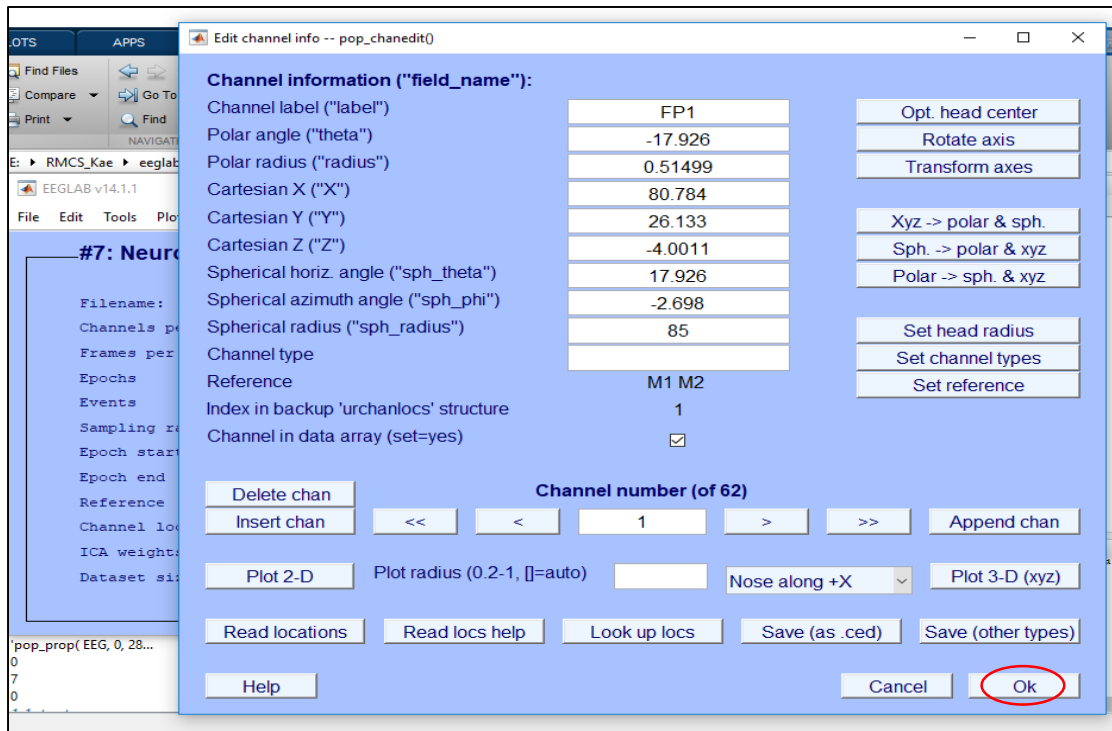 LOTS APPS
Find Files
Compare Go To
Print Find
NAVIGAT
E: RMCS_Kae eeglab
EEGLAB v14.1.1
File Edit Tools Plo
#7: Neuro
Filename:
Channels pe
Frames per
Epochs
Events
Sampling ra
Epoch start
Epoch end
Reference
Channel loc
ICA weights
Dataset siz
'pop_prop( EEG, 0, 28...
0
7
0
Edit channel info -- pop_chanedit()
Channel information ("field_name"):
Channel label ("label") FP1 Opt. head center
Polar angle ("theta") -17.926 Rotate axis
Polar radius ("radius") 0.51499 Transform axes
Cartesian X ("X") 80.784
Cartesian Y ("Y") 26.133 Xyz -> polar & sph.
Cartesian Z ("Z") -4.0011 Sph. -> polar & xyz
Spherical horiz. angle ("sph_theta") 17.926 Polar -> sph. & xyz
Spherical azimuth angle ("sph_phi") -2.698
Spherical radius ("sph_radius") 85 Set head radius
Channel type Set channel types
Reference M1 M2 Set reference
Index in backup 'urchanlocs' structure 1
Channel in data array (set=yes)
Delete chan Channel number (of 62)
Insert chan << < 1 > >> Append chan
Plot 2-D Plot radius (0.2-1, []=auto) Nose along +X Plot 3-D (xyz)
Read locations Read locs help Look up locs Save (as .ced) Save (other types)
Help Cancel Ok